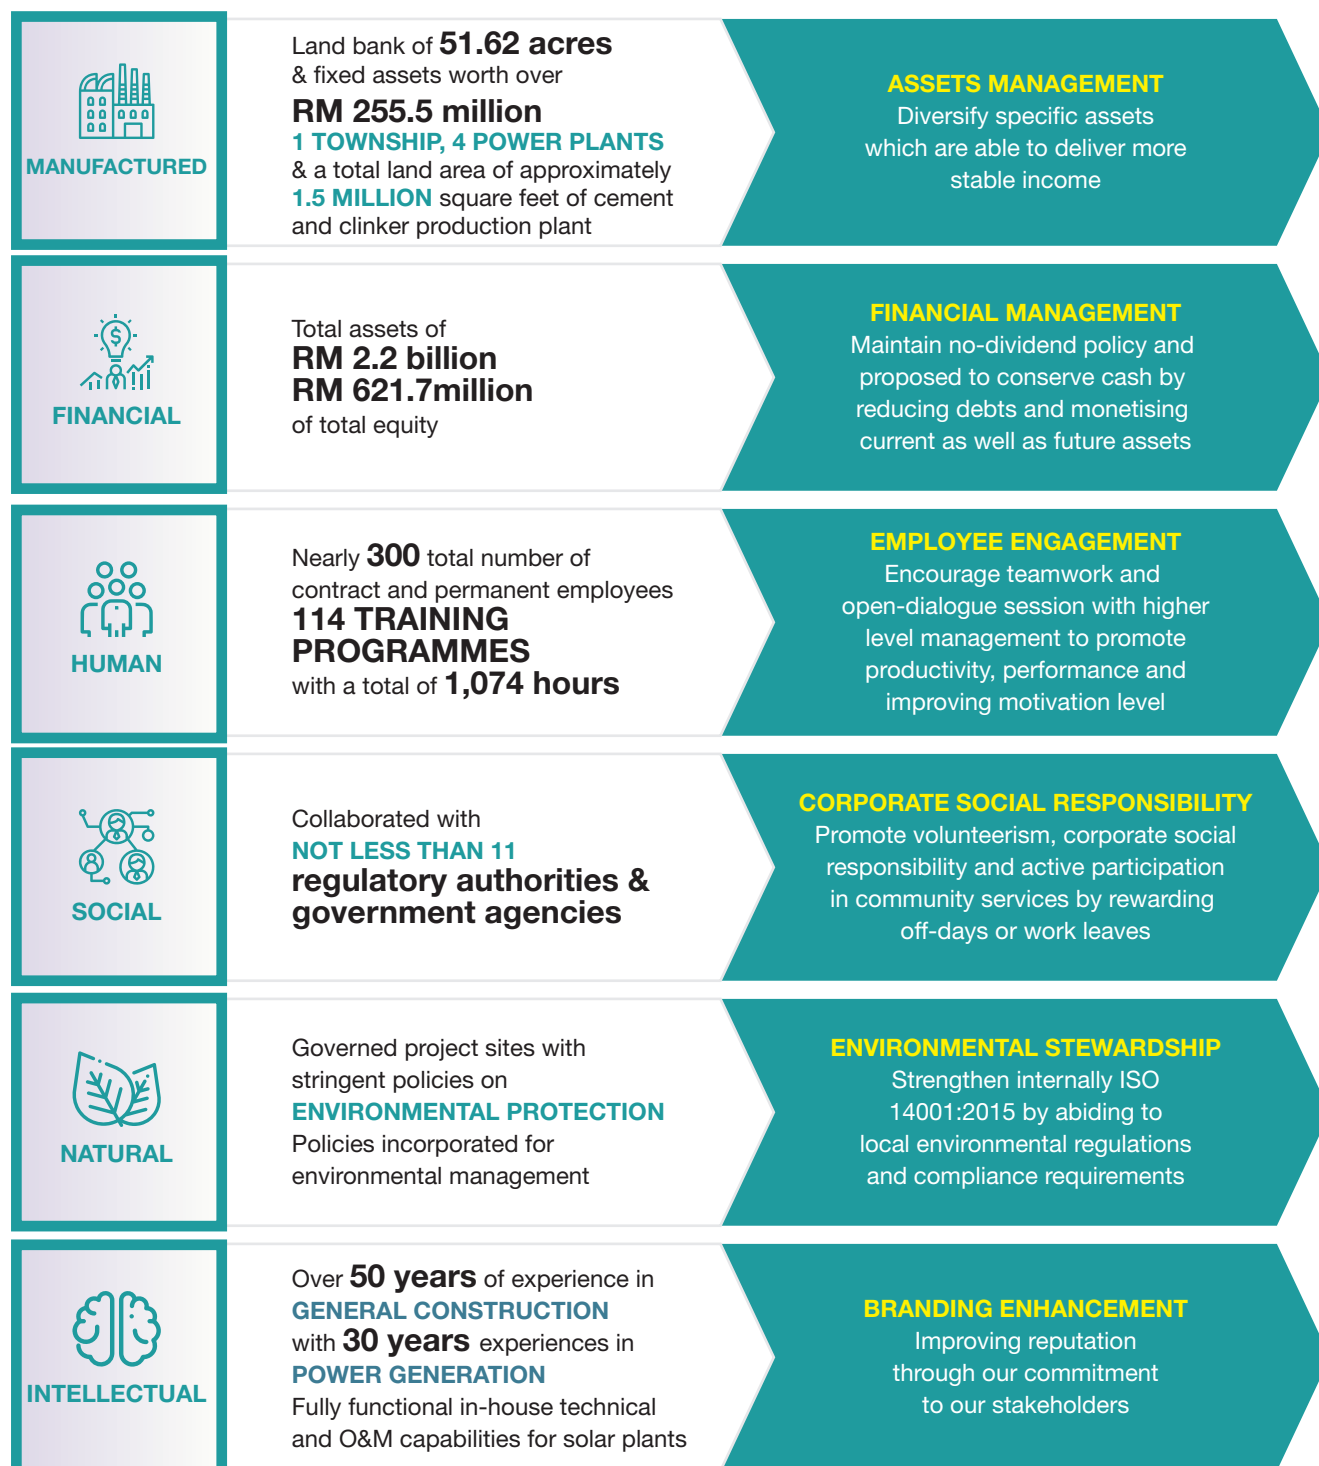 MANUFACTURED
Land bank of 51.62 acres
& fixed assets worth over
RM 255.5 million
1 TOWNSHIP, 4 POWER PLANTS
& a total land area of approximately
1.5 MILLION square feet of cement
and clinker production plant
ASSETS MANAGEMENT
Diversify specific assets
which are able to deliver more
stable income
FINANCIAL
Total assets of
RM 2.2 billion
RM 621.7million
of total equity
FINANCIAL MANAGEMENT
Maintain no-dividend policy and
proposed to conserve cash by
reducing debts and monetising
current as well as future assets
HUMAN
Nearly 300 total number of
contract and permanent employees
114 TRAINING
PROGRAMMES
with a total of 1,074 hours
EMPLOYEE ENGAGEMENT
Encourage teamwork and
open-dialogue session with higher
level management to promote
productivity, performance and
improving motivation level
SOCIAL
Collaborated with
NOT LESS THAN 11
regulatory authorities &
government agencies
CORPORATE SOCIAL RESPONSIBILITY
Promote volunteerism, corporate social
responsibility and active participation
in community services by rewarding
off-days or work leaves
NATURAL
Governed project sites with
stringent policies on
ENVIRONMENTAL PROTECTION
Policies incorporated for
environmental management
ENVIRONMENTAL STEWARDSHIP
Strengthen internally ISO
14001:2015 by abiding to
local environmental regulations
and compliance requirements
INTELLECTUAL
Over 50 years of experience in
GENERAL CONSTRUCTION
with 30 years experiences in
POWER GENERATION
Fully functional in-house technical
and O&M capabilities for solar plants
BRANDING ENHANCEMENT
Improving reputation
through our commitment
to our stakeholders